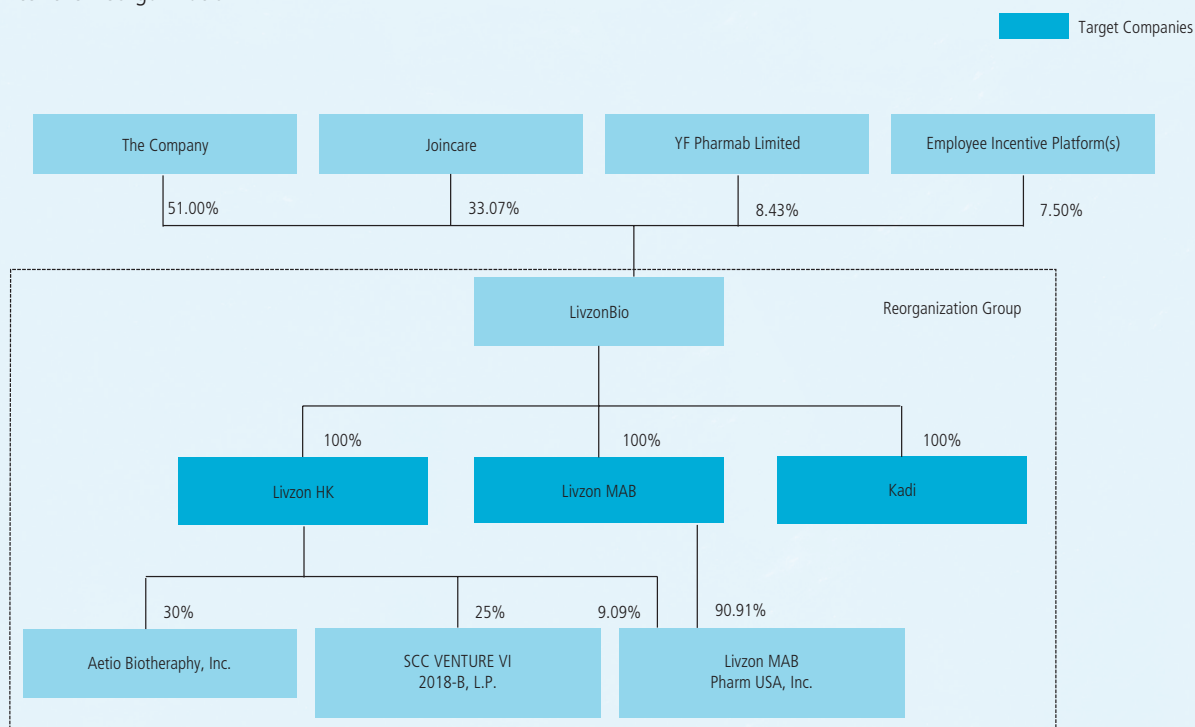 Target Companies
The Company
Joincare
YF Pharmab Limited
Employee Incentive Platform(s)
51.00%
33.07%
8.43%
7.50%
LivzonBio
Reorganization Group
100%
100%
100%
Livzon HK
Livzon MAB
Kadi
30%
25%
9.09%
90.91%
Aetio Biotheraphy, Inc.
SCC VENTURE VI
2018-B, L.P.
Livzon MAB
Pharm USA, Inc.